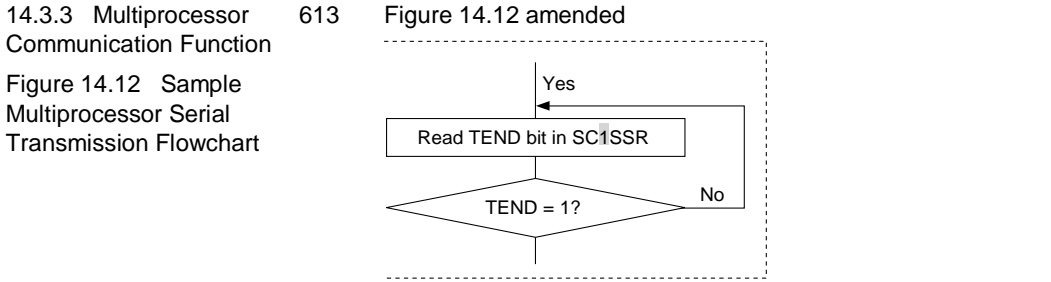 14.3.3 Multiprocessor
Communication Function
Figure 14.12 Sample
Multiprocessor Serial
Transmission Flowchart
613
Figure 14.12 amended
Yes
Read TEND bit in SC1SSR
TEND = 1?
No